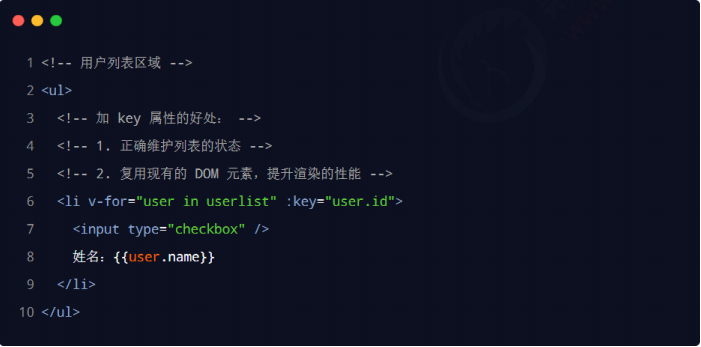 1 <!-- 用户列表区域 -->
2 <ul>
3   <!-- 加 key 属性的好处： -->
4   <!-- 1. 正确维护列表的状态 -->
5   <!-- 2. 复用现有的 DOM 元素，提升渲染的性能 -->
6   <li v-for="user in userlist" :key="user.id">
7     <input type="checkbox" />
8     姓名：{{user.name}}
9   </li>
10 </ul>